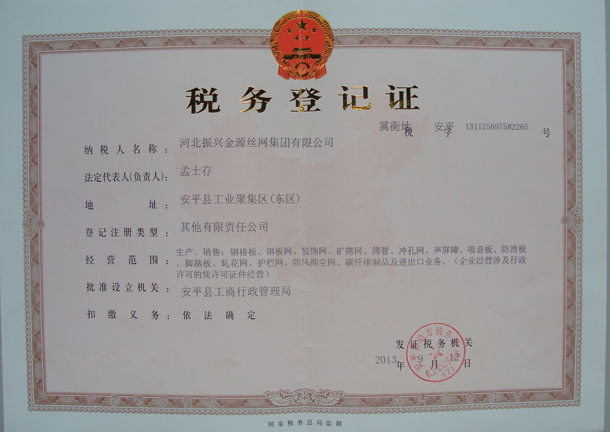 税务登记证
冀衡地 安平 131125697582265
税 字 号
纳税人名称： 河北振兴金源丝网集团有限公司
法定代表人(负责人)： 孟士存
地 址： 安平县工业聚集区(东区)
登记注册类型： 其他有限责任公司
生产、销售：钢格板、钢板网、装饰网、矿筛网、筛管、冲孔网、声屏障、吸音板、防滑板
经营范围： 、脚踏板、轧花网、护栏网、防风抑尘网、碳纤维制品及进出口业务。（企业经营涉及行政
许可的凭许可证件经营）
批准设立机关： 安平县工商行政管理局
扣缴义务： 依法确定
发证税务机关
2013年 9月 12日
国家税务总局监制